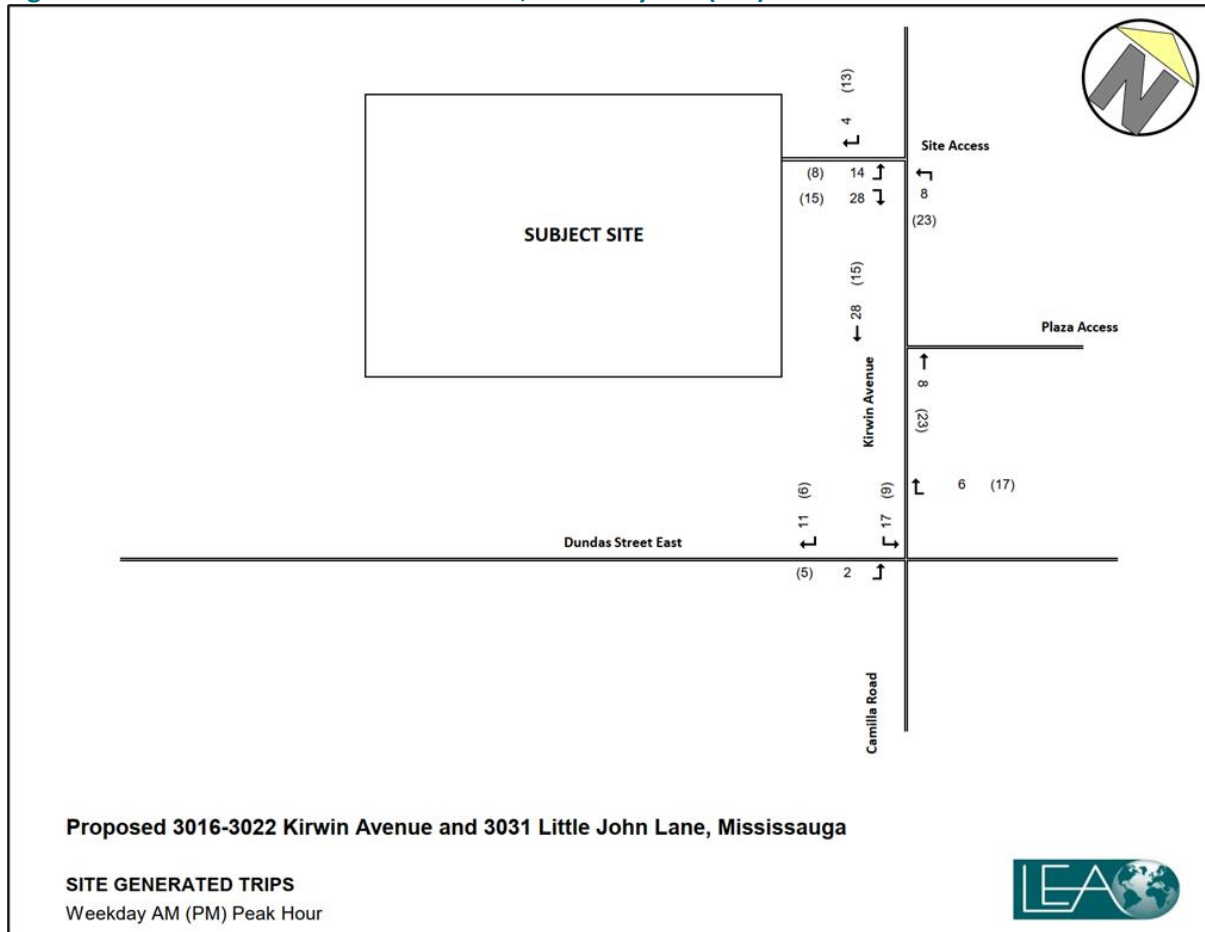 N
(13)
4
Site Access
(8) 14
8
(15) 28
(23)
SUBJECT SITE
(15)
28
Plaza Access
Kirwin Avenue
8
(23)
(6)
(9)
6 (17)
11
17
Dundas Street East
(5) 2
Camilla Road
Proposed 3016-3022 Kirwin Avenue and 3031 Little John Lane, Mississauga
SITE GENERATED TRIPS
Weekday AM (PM) Peak Hour
LEA